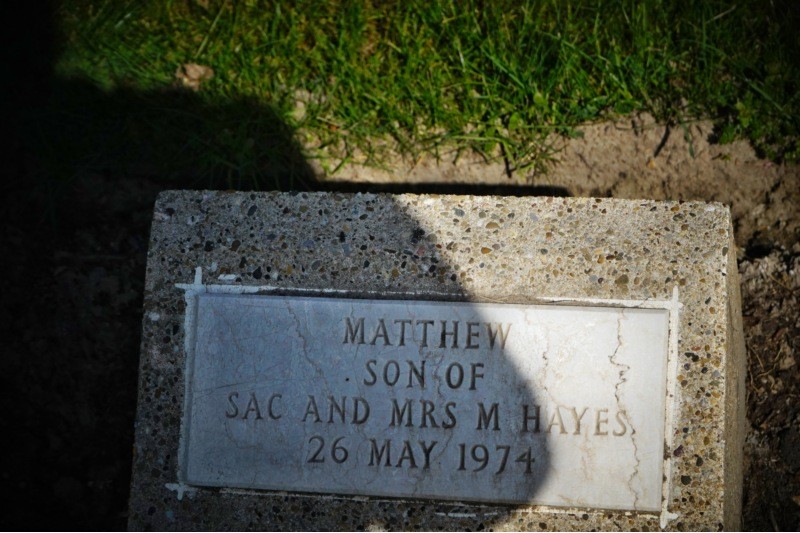 MATTHEW
SON OF
SAC AND MRS M HAYES
26 MAY 1974